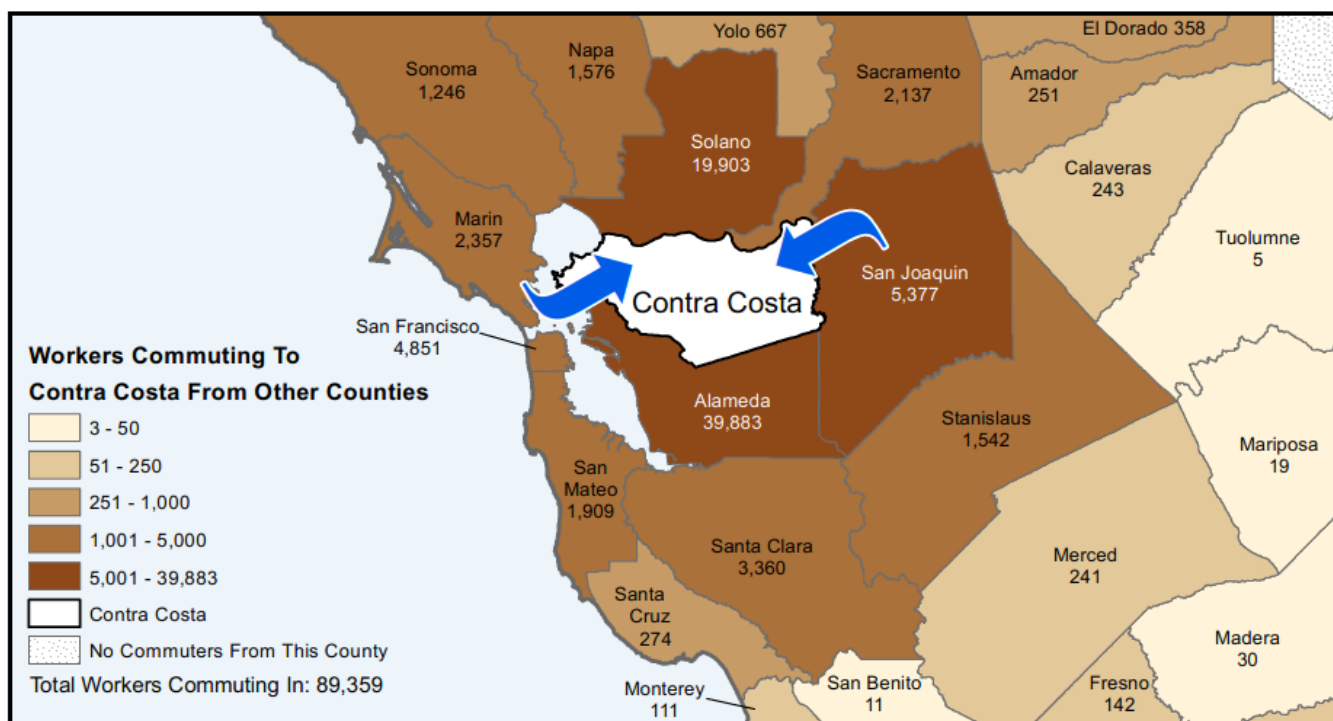 Yolo 667
El Dorado 358
Napa
1,576
Sonoma
1,246
Sacramento
2,137
Amador
251
Solano
19,903
Calaveras
243
Marin
2,357
Tuolumne
5
San Joaquin
5,377
Contra Costa
San Francisco
4,851
Alameda
39,883
Stanislaus
1,542
Mariposa
19
San
Mateo
1,909
Santa Clara
3,360
Merced
241
Santa
Cruz
274
Madera
30
Monterey
111
San Benito
11
Fresno
142
Workers Commuting To
Contra Costa From Other Counties
3 - 50
51 - 250
251 - 1,000
1,001 - 5,000
5,001 - 39,883
Contra Costa
No Commuters From This County
Total Workers Commuting In: 89,359